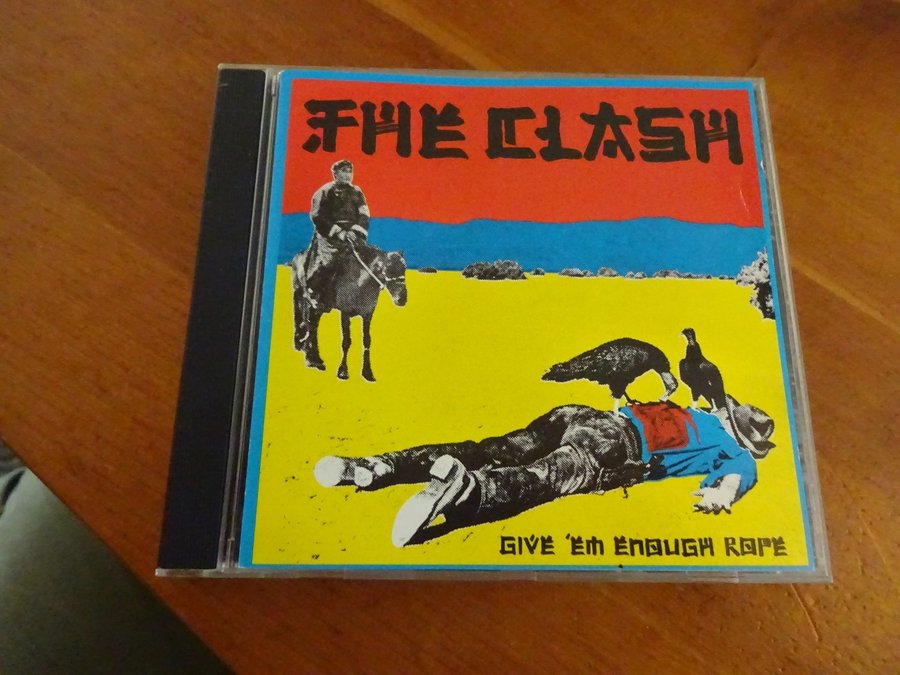 THE CLASH
GIVE 'EM ENOUGH ROPE